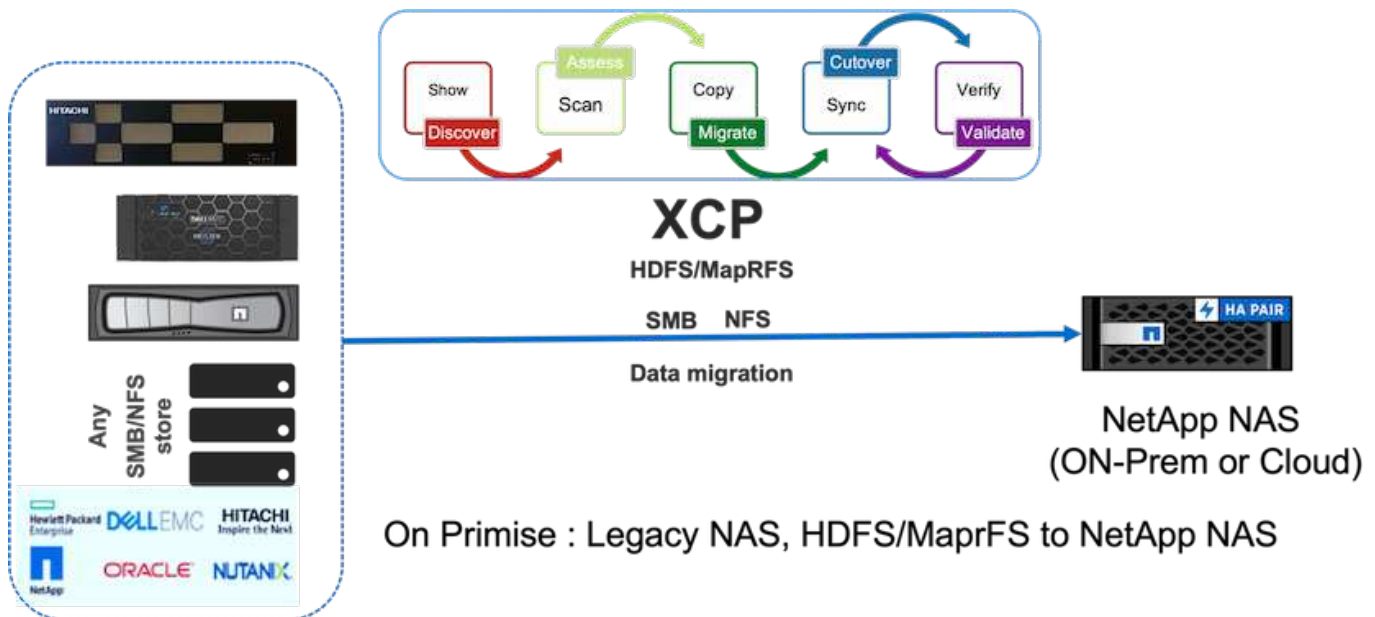 Show
Discover
Assess
Scan
Copy
Migrate
Cutover
Sync
Verify
Validate
XCP
HDFS/MapRFS
SMB NFS
Data migration
HITACHI
Any
SMB/NFS
store
Hewlett Packard
Enterprise
DELLEMC
HITACHI
Inspire the Next
NetApp
ORACLE
NUTANIX
HA PAIR
NetApp NAS
(ON-Prem or Cloud)
On Primise : Legacy NAS, HDFS/MaprFS to NetApp NAS